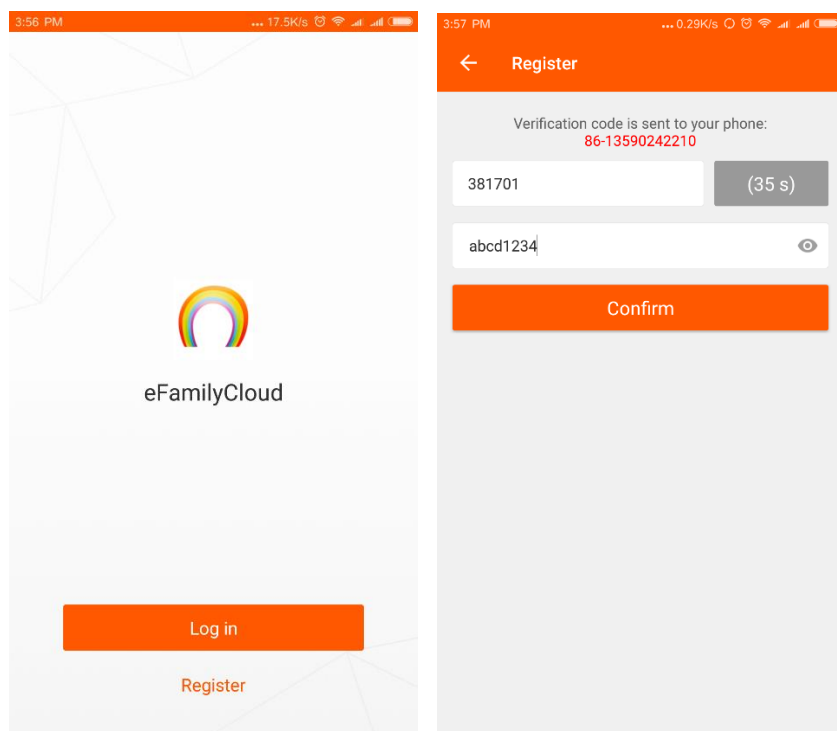 3:56 PM
... 17.5K/s
eFamilyCloud
Log in
Register
3:57 PM
... 0.29K/s
Register
Verification code is sent to your phone:
86-13590242210
381701
(35 s)
abcd1234
Confirm